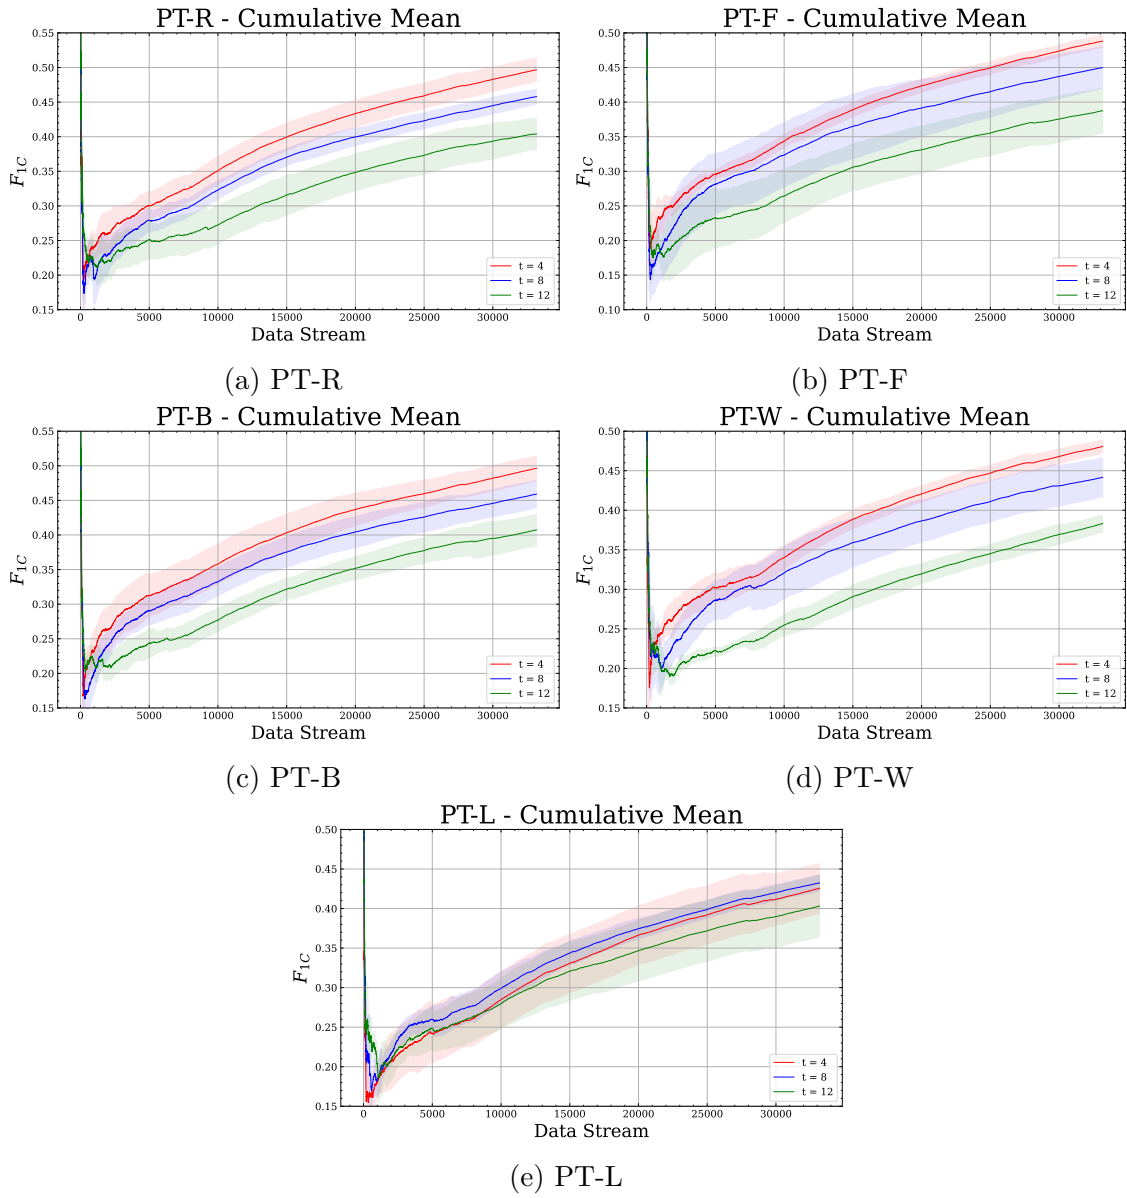 PT-R - Cumulative Mean
0.55
0.50
0.45
0.40
0.35
0.30
0.25
0.20
0.15
F1C
0 5000 10000 15000 20000 25000 30000
Data Stream
t = 4
t = 8
t = 12
(a) PT-R
PT-F - Cumulative Mean
0.50
0.45
0.40
0.35
0.30
0.25
0.20
0.15
0.10
F1C
0 5000 10000 15000 20000 25000 30000
Data Stream
t = 4
t = 8
t = 12
(b) PT-F
PT-B - Cumulative Mean
0.55
0.50
0.45
0.40
0.35
0.30
0.25
0.20
0.15
F1C
0 5000 10000 15000 20000 25000 30000
Data Stream
t = 4
t = 8
t = 12
(c) PT-B
PT-W - Cumulative Mean
0.50
0.45
0.40
0.35
0.30
0.25
0.20
0.15
F1C
0 5000 10000 15000 20000 25000 30000
Data Stream
t = 4
t = 8
t = 12
(d) PT-W
PT-L - Cumulative Mean
0.50
0.45
0.40
0.35
0.30
0.25
0.20
0.15
F1C
0 5000 10000 15000 20000 25000 30000
Data Stream
t = 4
t = 8
t = 12
(e) PT-L